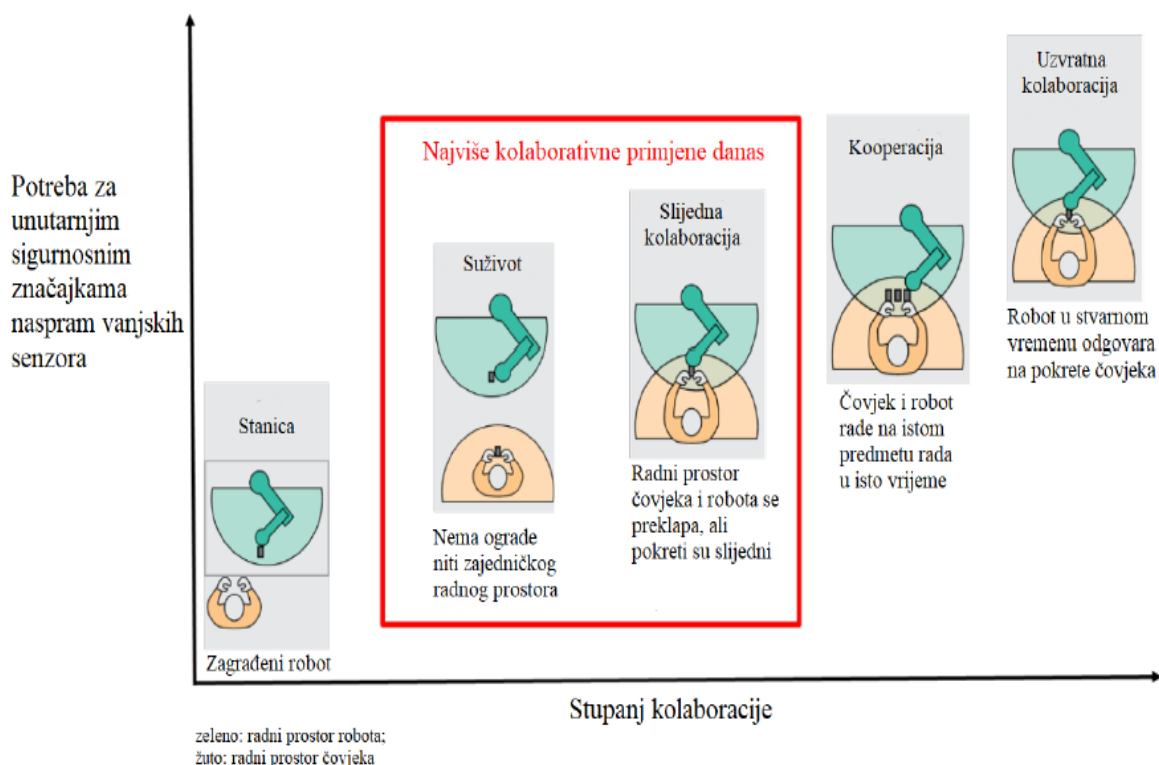 Potreba za
unutarnjim
sigurnosnim
značajkama
naspram vanjskih
senzora
Stanica
Zagrađeni robot
Najviše kolaborativne primjene danas
Suživot
Nema ograde
niti zajedničkog
radnog prostora
Slijedna
kolaboracija
Radni prostor
čovjeka i robota se
preklapa, ali
pokreti su slijedni
Kooperacija
Čovjek i robot
rade na istom
predmetu rada
u isto vrijeme
Uzvratna
kolaboracija
Robot u stvarnom
vremenu odgovara
na pokrete čovjeka
Stupanj kolaboracije
zeleno: radni prostor robota;
žuto: radni prostor čovjeka